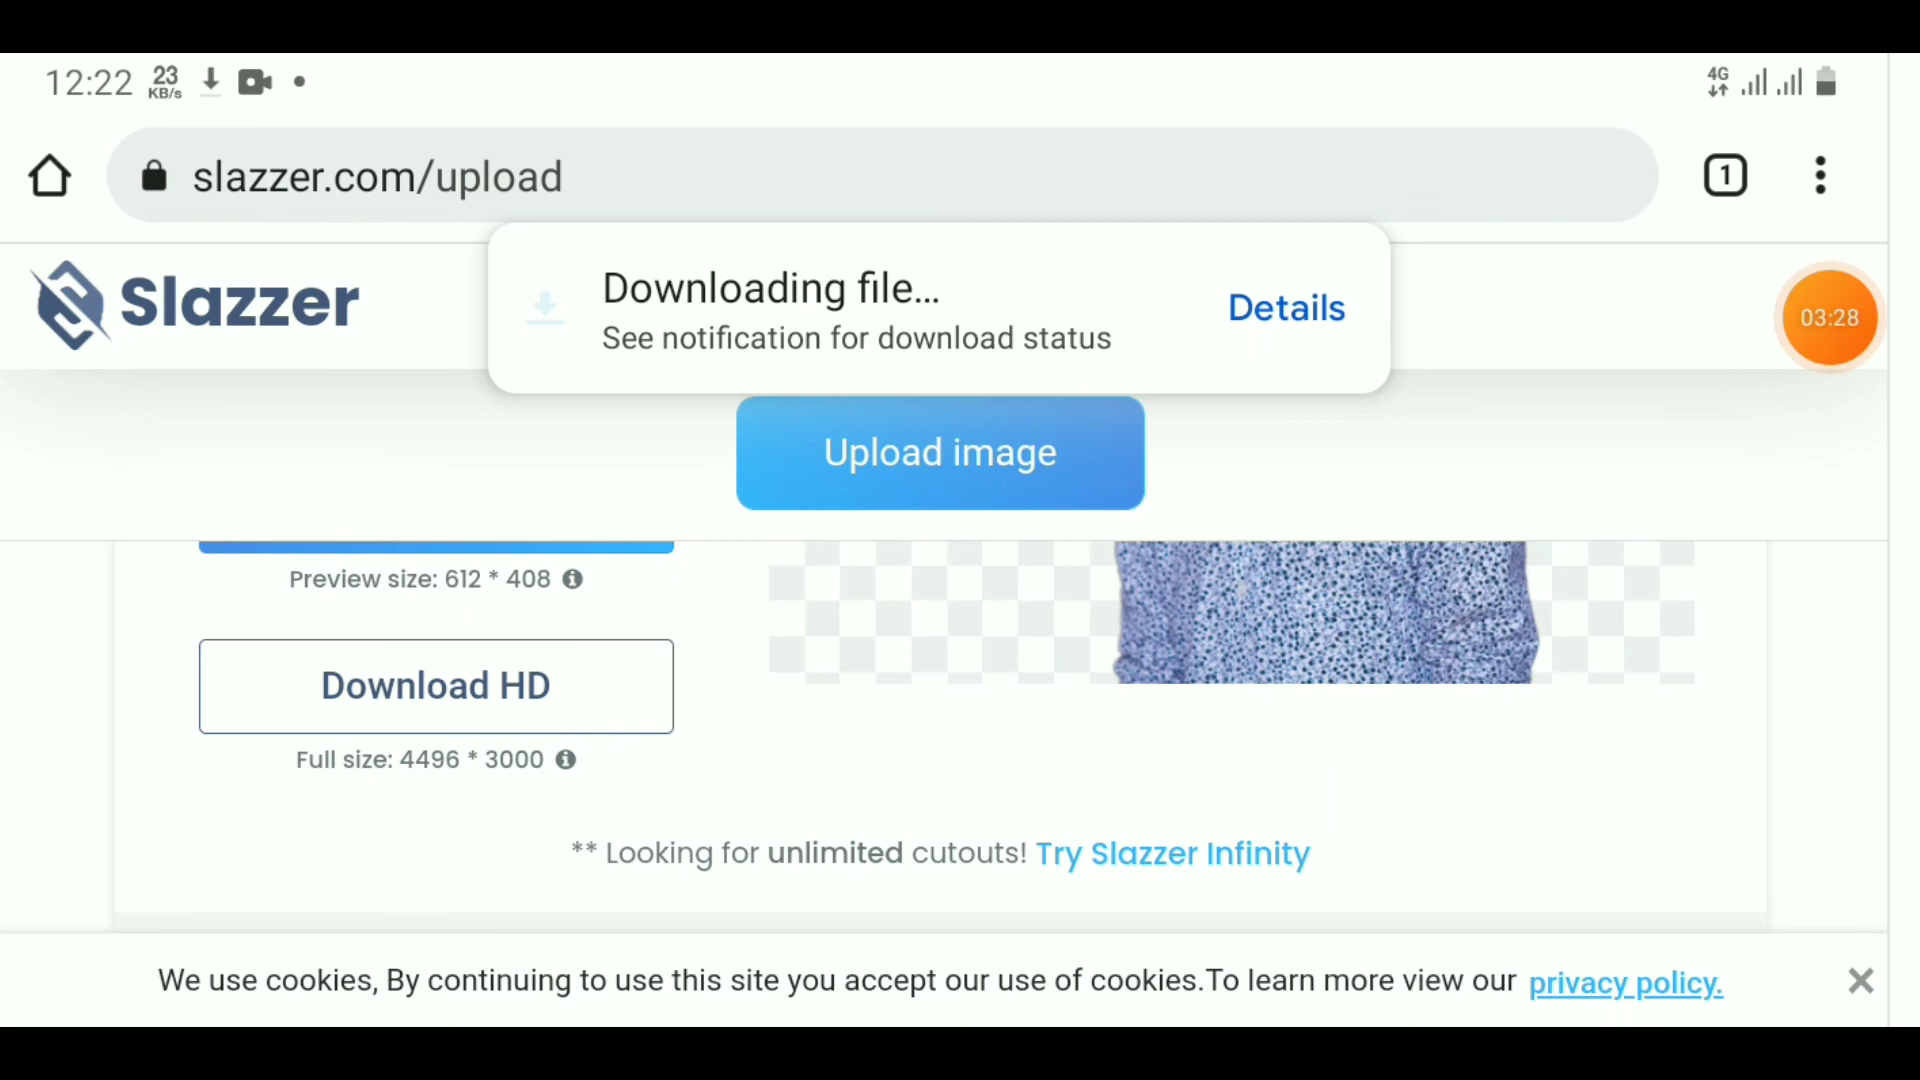 12:22 23 KB/s 4G
slazzer.com/upload 1
Slazzer
Downloading file...
See notification for download status
Details
03:28
Upload image
Preview size: 612 * 408
Download HD
Full size: 4496 * 3000
** Looking for unlimited cutouts! Try Slazzer Infinity
We use cookies, By continuing to use this site you accept our use of cookies.To learn more view our privacy policy.